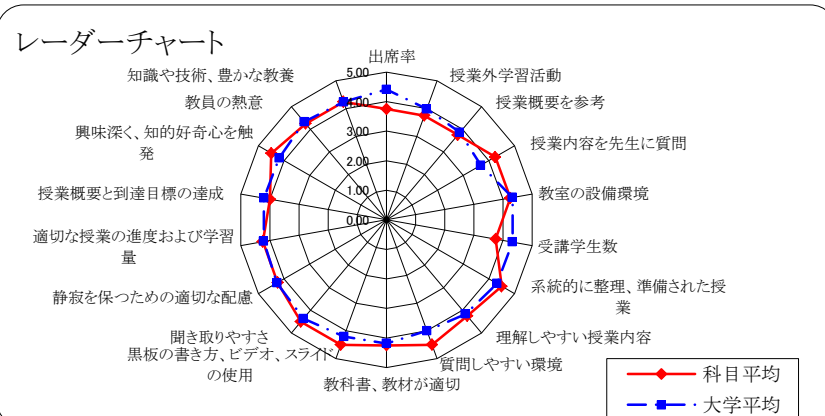 レーダーチャート
出席率
授業外学習活動
授業概要を参考
授業内容を先生に質問
教室の設備環境
受講学生数
系統的に整理、準備された授
業
理解しやすい授業内容
質問しやすい環境
教科書、教材が適切
黒板の書き方、ビデオ、スライド
の使用
聞き取りやすさ
静寂を保つための適切な配慮
適切な授業の進度および学習
量
授業概要と到達目標の達成
興味深く、知的好奇心を触
発
教員の熱意
知識や技術、豊かな教養
5.00
4.00
3.00
2.00
1.00
0.00
科目平均
大学平均